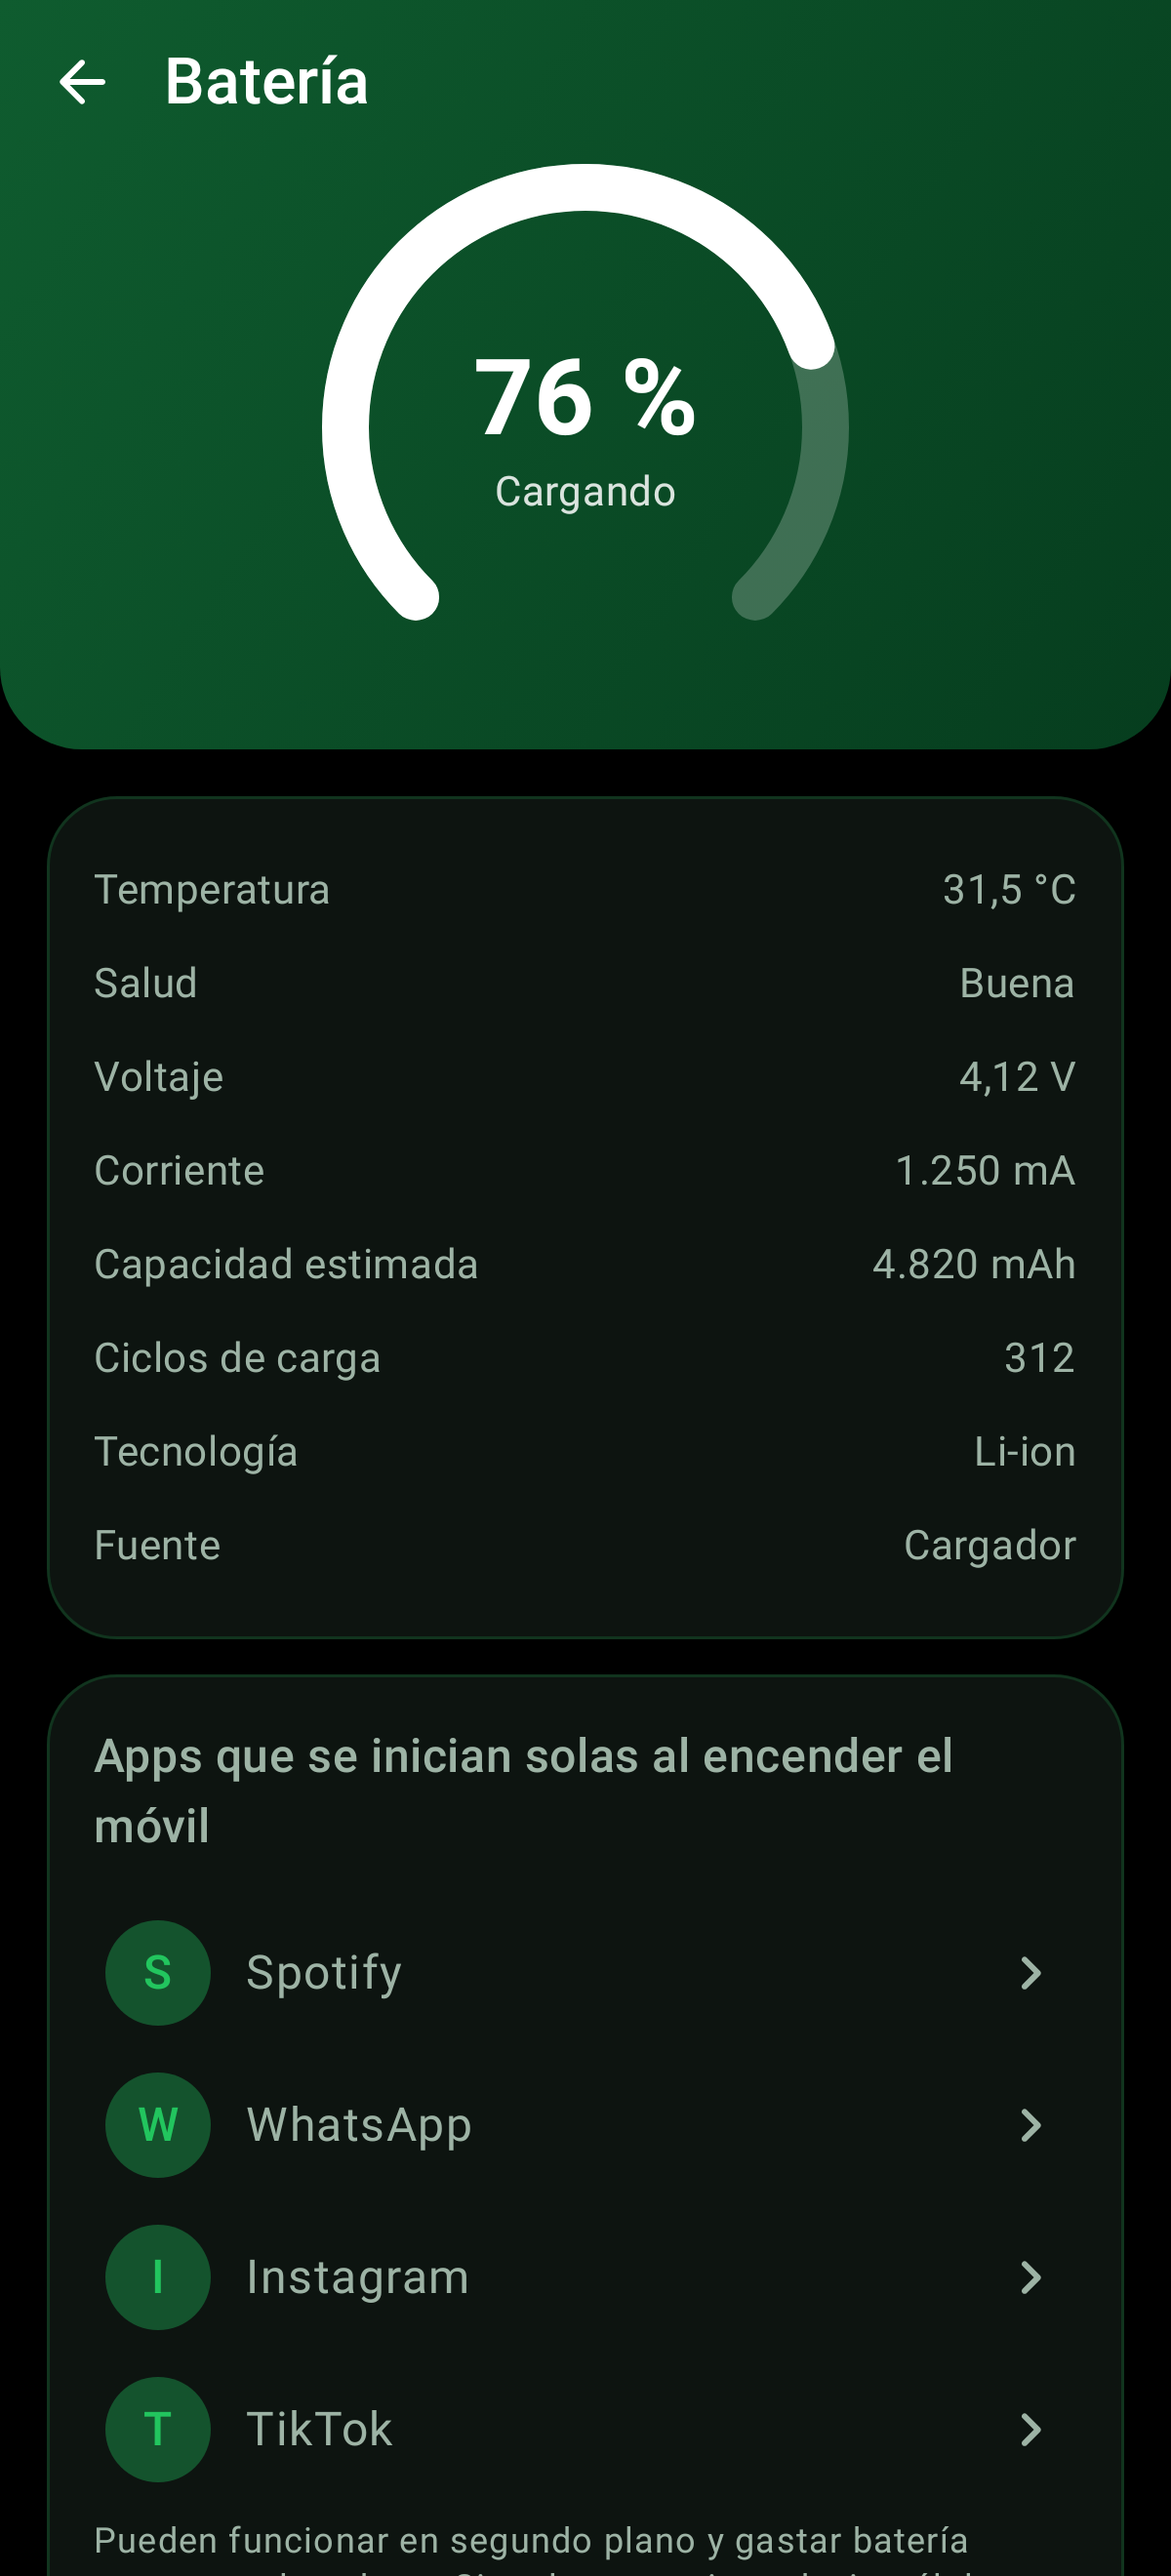 Batería
76 %
Cargando
Temperatura 31,5 °C
Salud Buena
Voltaje 4,12 V
Corriente 1.250 mA
Capacidad estimada 4.820 mAh
Ciclos de carga 312
Tecnología Li-ion
Fuente Cargador
Apps que se inician solas al encender el
móvil
S Spotify
W WhatsApp
I Instagram
T TikTok
Pueden funcionar en segundo plano y gastar batería